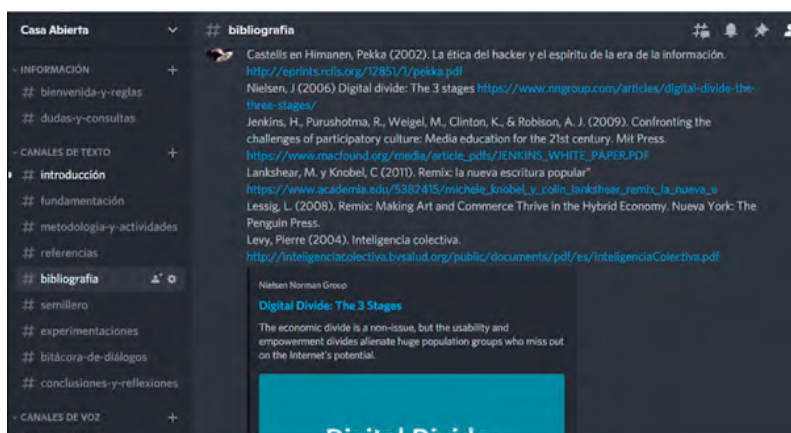 Casa Abierta
INFORMACIÓN
bienvenida-y-reglas
dudas-y-consultas
CANALES DE TEXTO
introducción
fundamentación
metodología-y-actividades
referencias
bibliografia
semillero
experimentaciones
bitácora-de-diálogos
conclusiones-y-reflexiones
CANALES DE VOZ
bibliografia
Castells en Himanen, Pekka (2002). La ética del hacker y el espíritu de la era de la información.
http://eprints.rclis.org/12851/1/pekka.pdf
Nielsen, J (2006) Digital divide: The 3 stages https://www.nngroup.com/articles/digital-divide-the-
three-stages/
Jenkins, H., Purushotma, R., Weigel, M., Clinton, K., & Robison, A. J. (2009). Confronting the
challenges of participatory culture: Media education for the 21st century. Mit Press.
https://www.macfound.org/media/article_pdfs/JENKINS_WHITE_PAPER.PDF
Lankshear, M. y Knobel, C (2011). Remix: la nueva escritura popular"
https://www.academia.edu/5382415/michele_knobel_y_colin_lankshear_remix_la_nueva_e
Lessig, L. (2008). Remix: Making Art and Commerce Thrive in the Hybrid Economy. Nueva York: The
Penguin Press.
Levy, Pierre (2004). Inteligencia colectiva.
http://inteligenciacolectiva.bvsalud.org/public/documents/pdf/es/inteligenciaColectiva.pdf
Nielsen Norman Group
Digital Divide: The 3 Stages
The economic divide is a non-issue, but the usability and
empowerment divides alienate huge population groups who miss out
on the Internet's potential.
Digital Divide